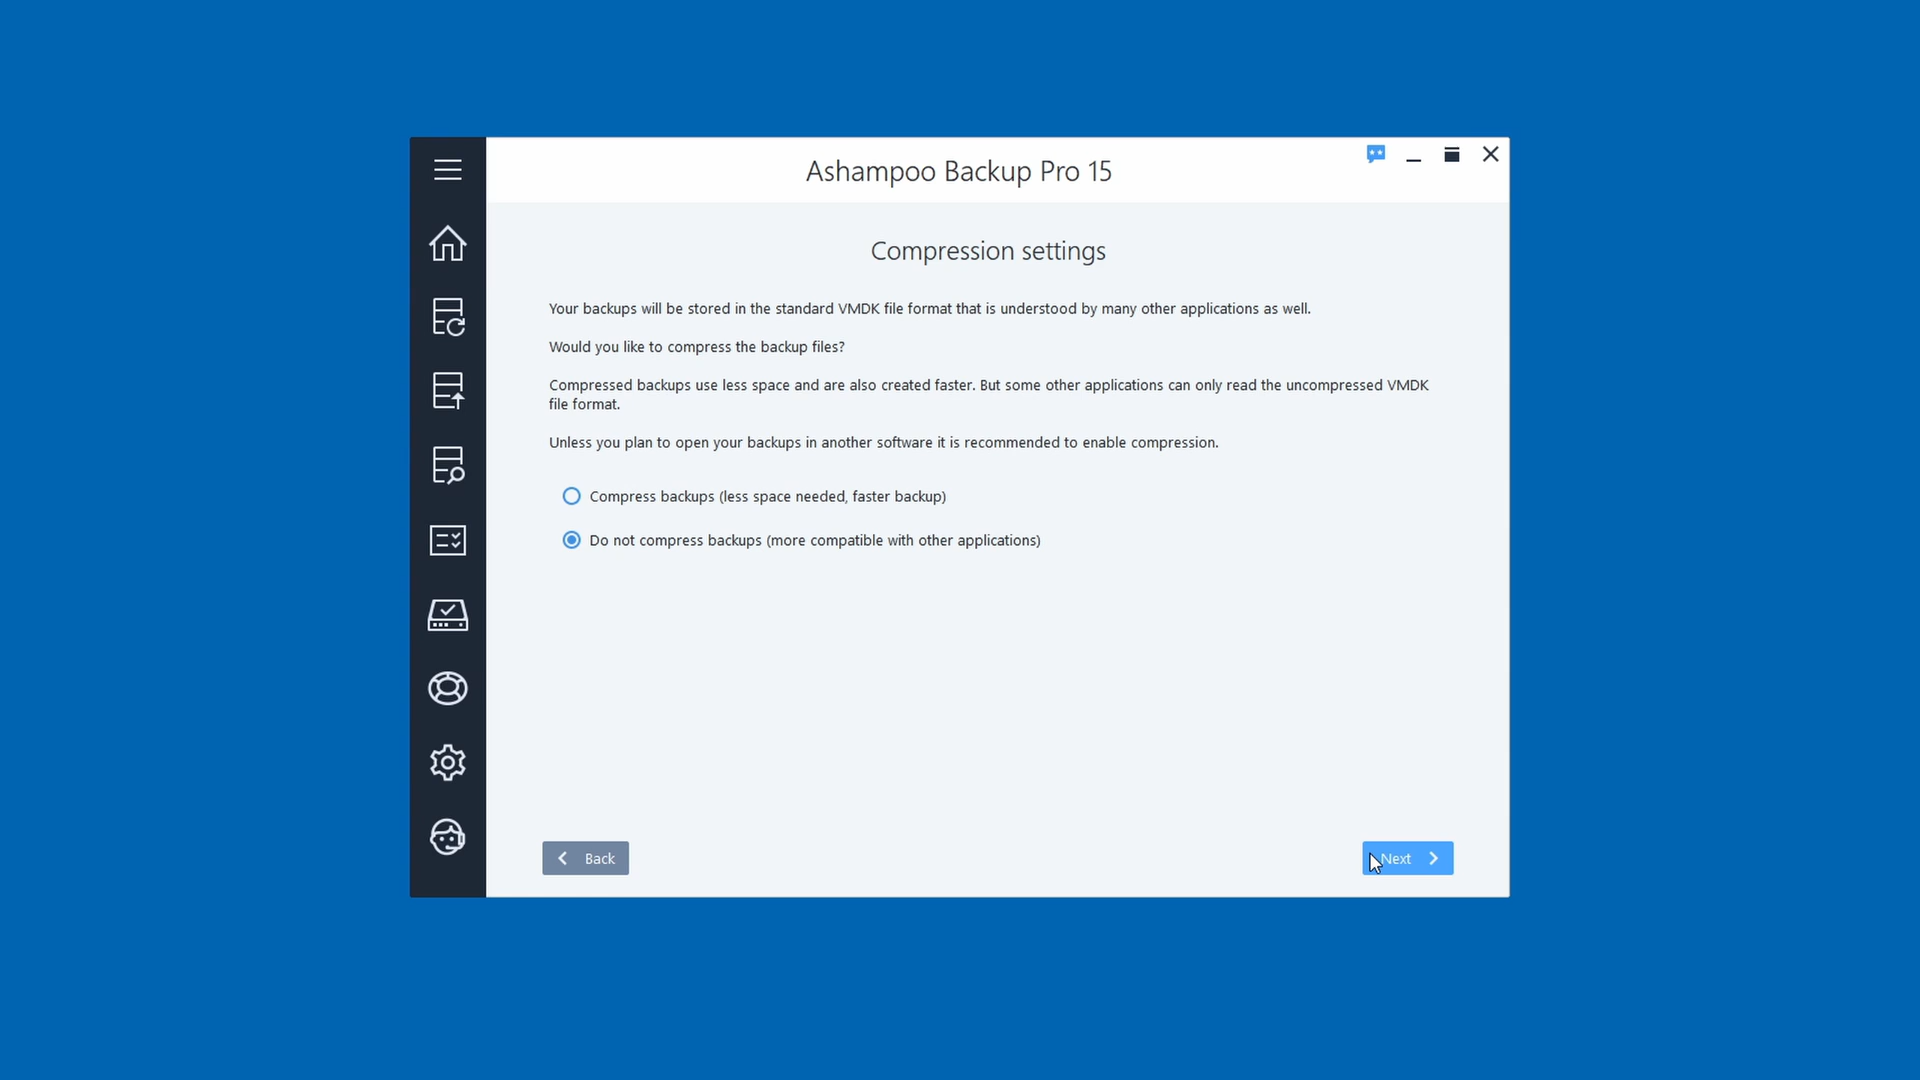 Ashampoo Backup Pro 15
Compression settings
Your backups will be stored in the standard VMDK file format that is understood by many other applications as well.
Would you like to compress the backup files?
Compressed backups use less space and are also created faster. But some other applications can only read the uncompressed VMDK
file format.
Unless you plan to open your backups in another software it is recommended to enable compression.
Compress backups (less space needed, faster backup)
Do not compress backups (more compatible with other applications)
Back
Next